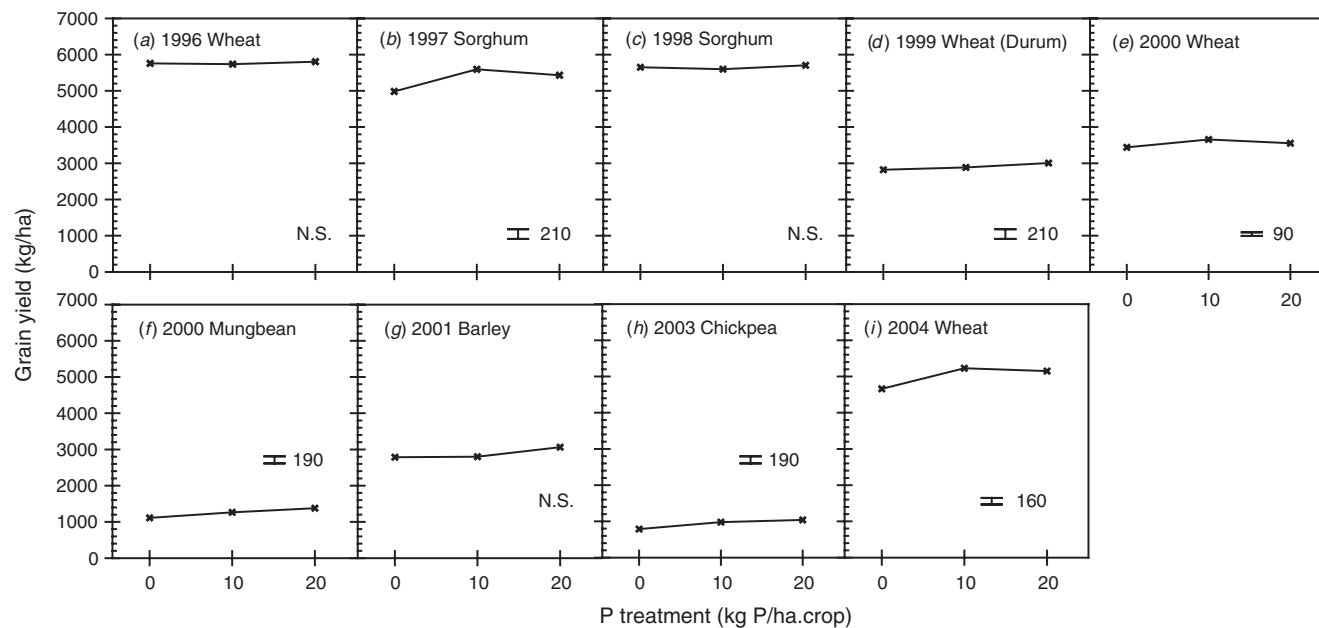 Grain yield (kg/ha)
7000
6000
5000
4000
3000
2000
1000
0
(a) 1996 Wheat
N.S.
(b) 1997 Sorghum
210
(c) 1998 Sorghum
N.S.
(d) 1999 Wheat (Durum)
210
(e) 2000 Wheat
90
0 10 20
7000
6000
5000
4000
3000
2000
1000
0
(f) 2000 Mungbean
190
0 10 20
(g) 2001 Barley
N.S.
0 10 20
(h) 2003 Chickpea
190
0 10 20
(i) 2004 Wheat
160
0 10 20
P treatment (kg P/ha.crop)